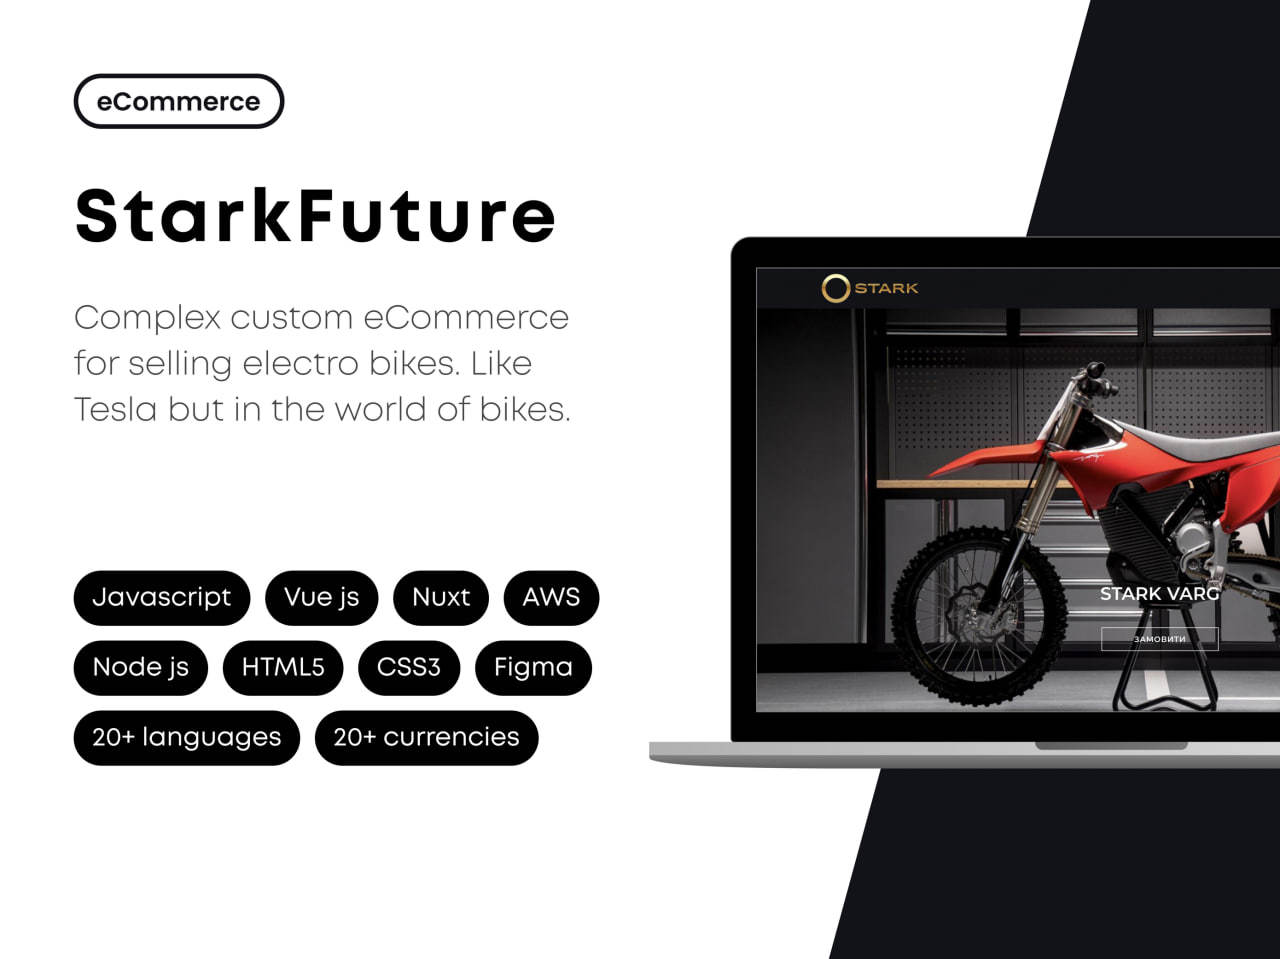 eCommerce
StarkFuture
Complex custom eCommerce
for selling electro bikes. Like
Tesla but in the world of bikes.
Javascript Vue js Nuxt AWS
Node js HTML5 CSS3 Figma
20+ languages 20+ currencies
STARK
STARK VARG
ЗАМОВИТИ